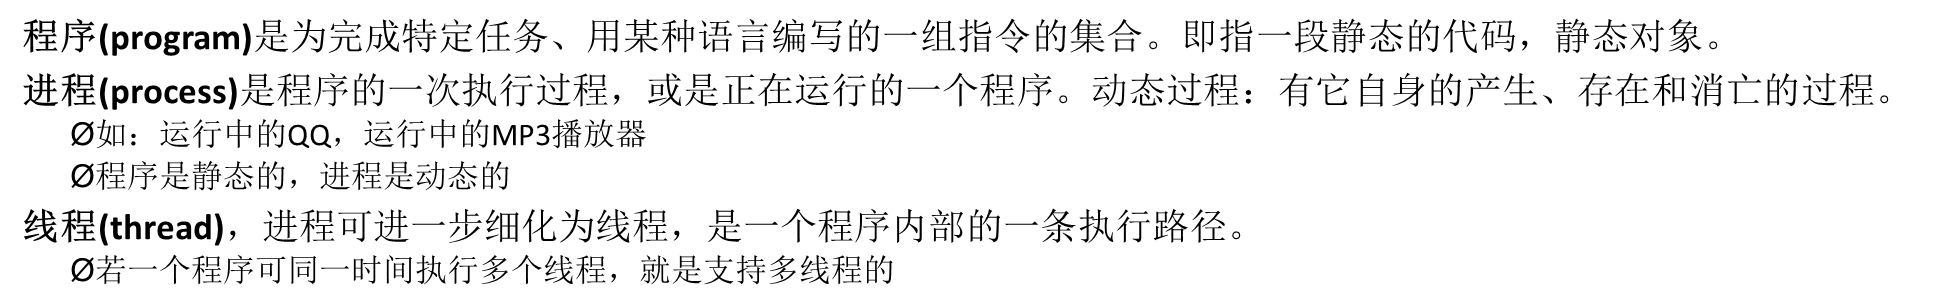 程序(program)是为完成特定任务、用某种语言编写的一组指令的集合。即指一段静态的代码，静态对象。
进程(process)是程序的一次执行过程，或是正在运行的一个程序。动态过程：有它自身的产生、存在和消亡的过程。
Ø如：运行中的QQ，运行中的MP3播放器
Ø程序是静态的，进程是动态的
线程(thread)，进程可进一步细化为线程，是一个程序内部的一条执行路径。
Ø若一个程序可同一时间执行多个线程，就是支持多线程的